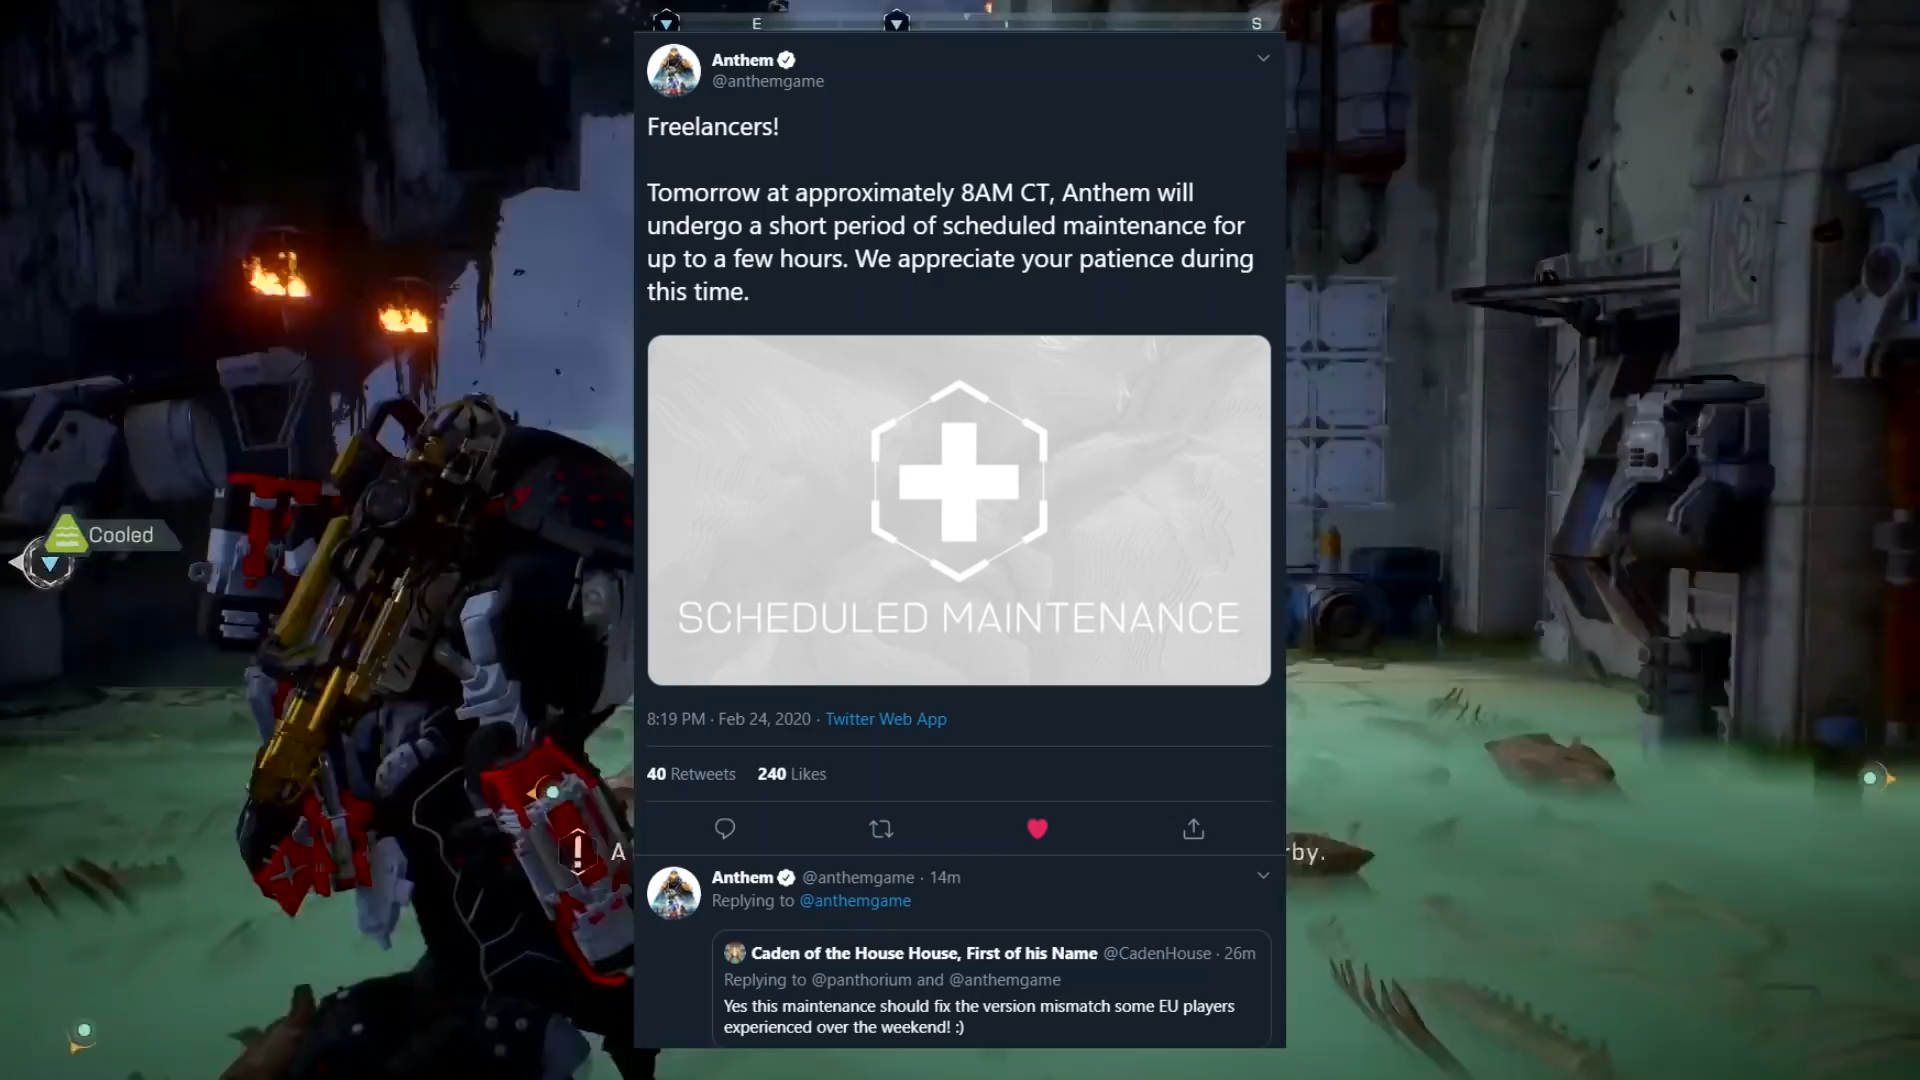 E
S
Anthem
@anthemgame
Freelancers!
Tomorrow at approximately 8AM CT, Anthem will
undergo a short period of scheduled maintenance for
up to a few hours. We appreciate your patience during
this time.
SCHEDULED MAINTENANCE
Cooled
8:19 PM · Feb 24, 2020 · Twitter Web App
40 Retweets 240 Likes
! A
rby.
Anthem @anthemgame · 14m
Replying to @anthemgame
Caden of the House House, First of his Name @CadenHouse · 26m
Replying to @panthorium and @anthemgame
Yes this maintenance should fix the version mismatch some EU players
experienced over the weekend! :)